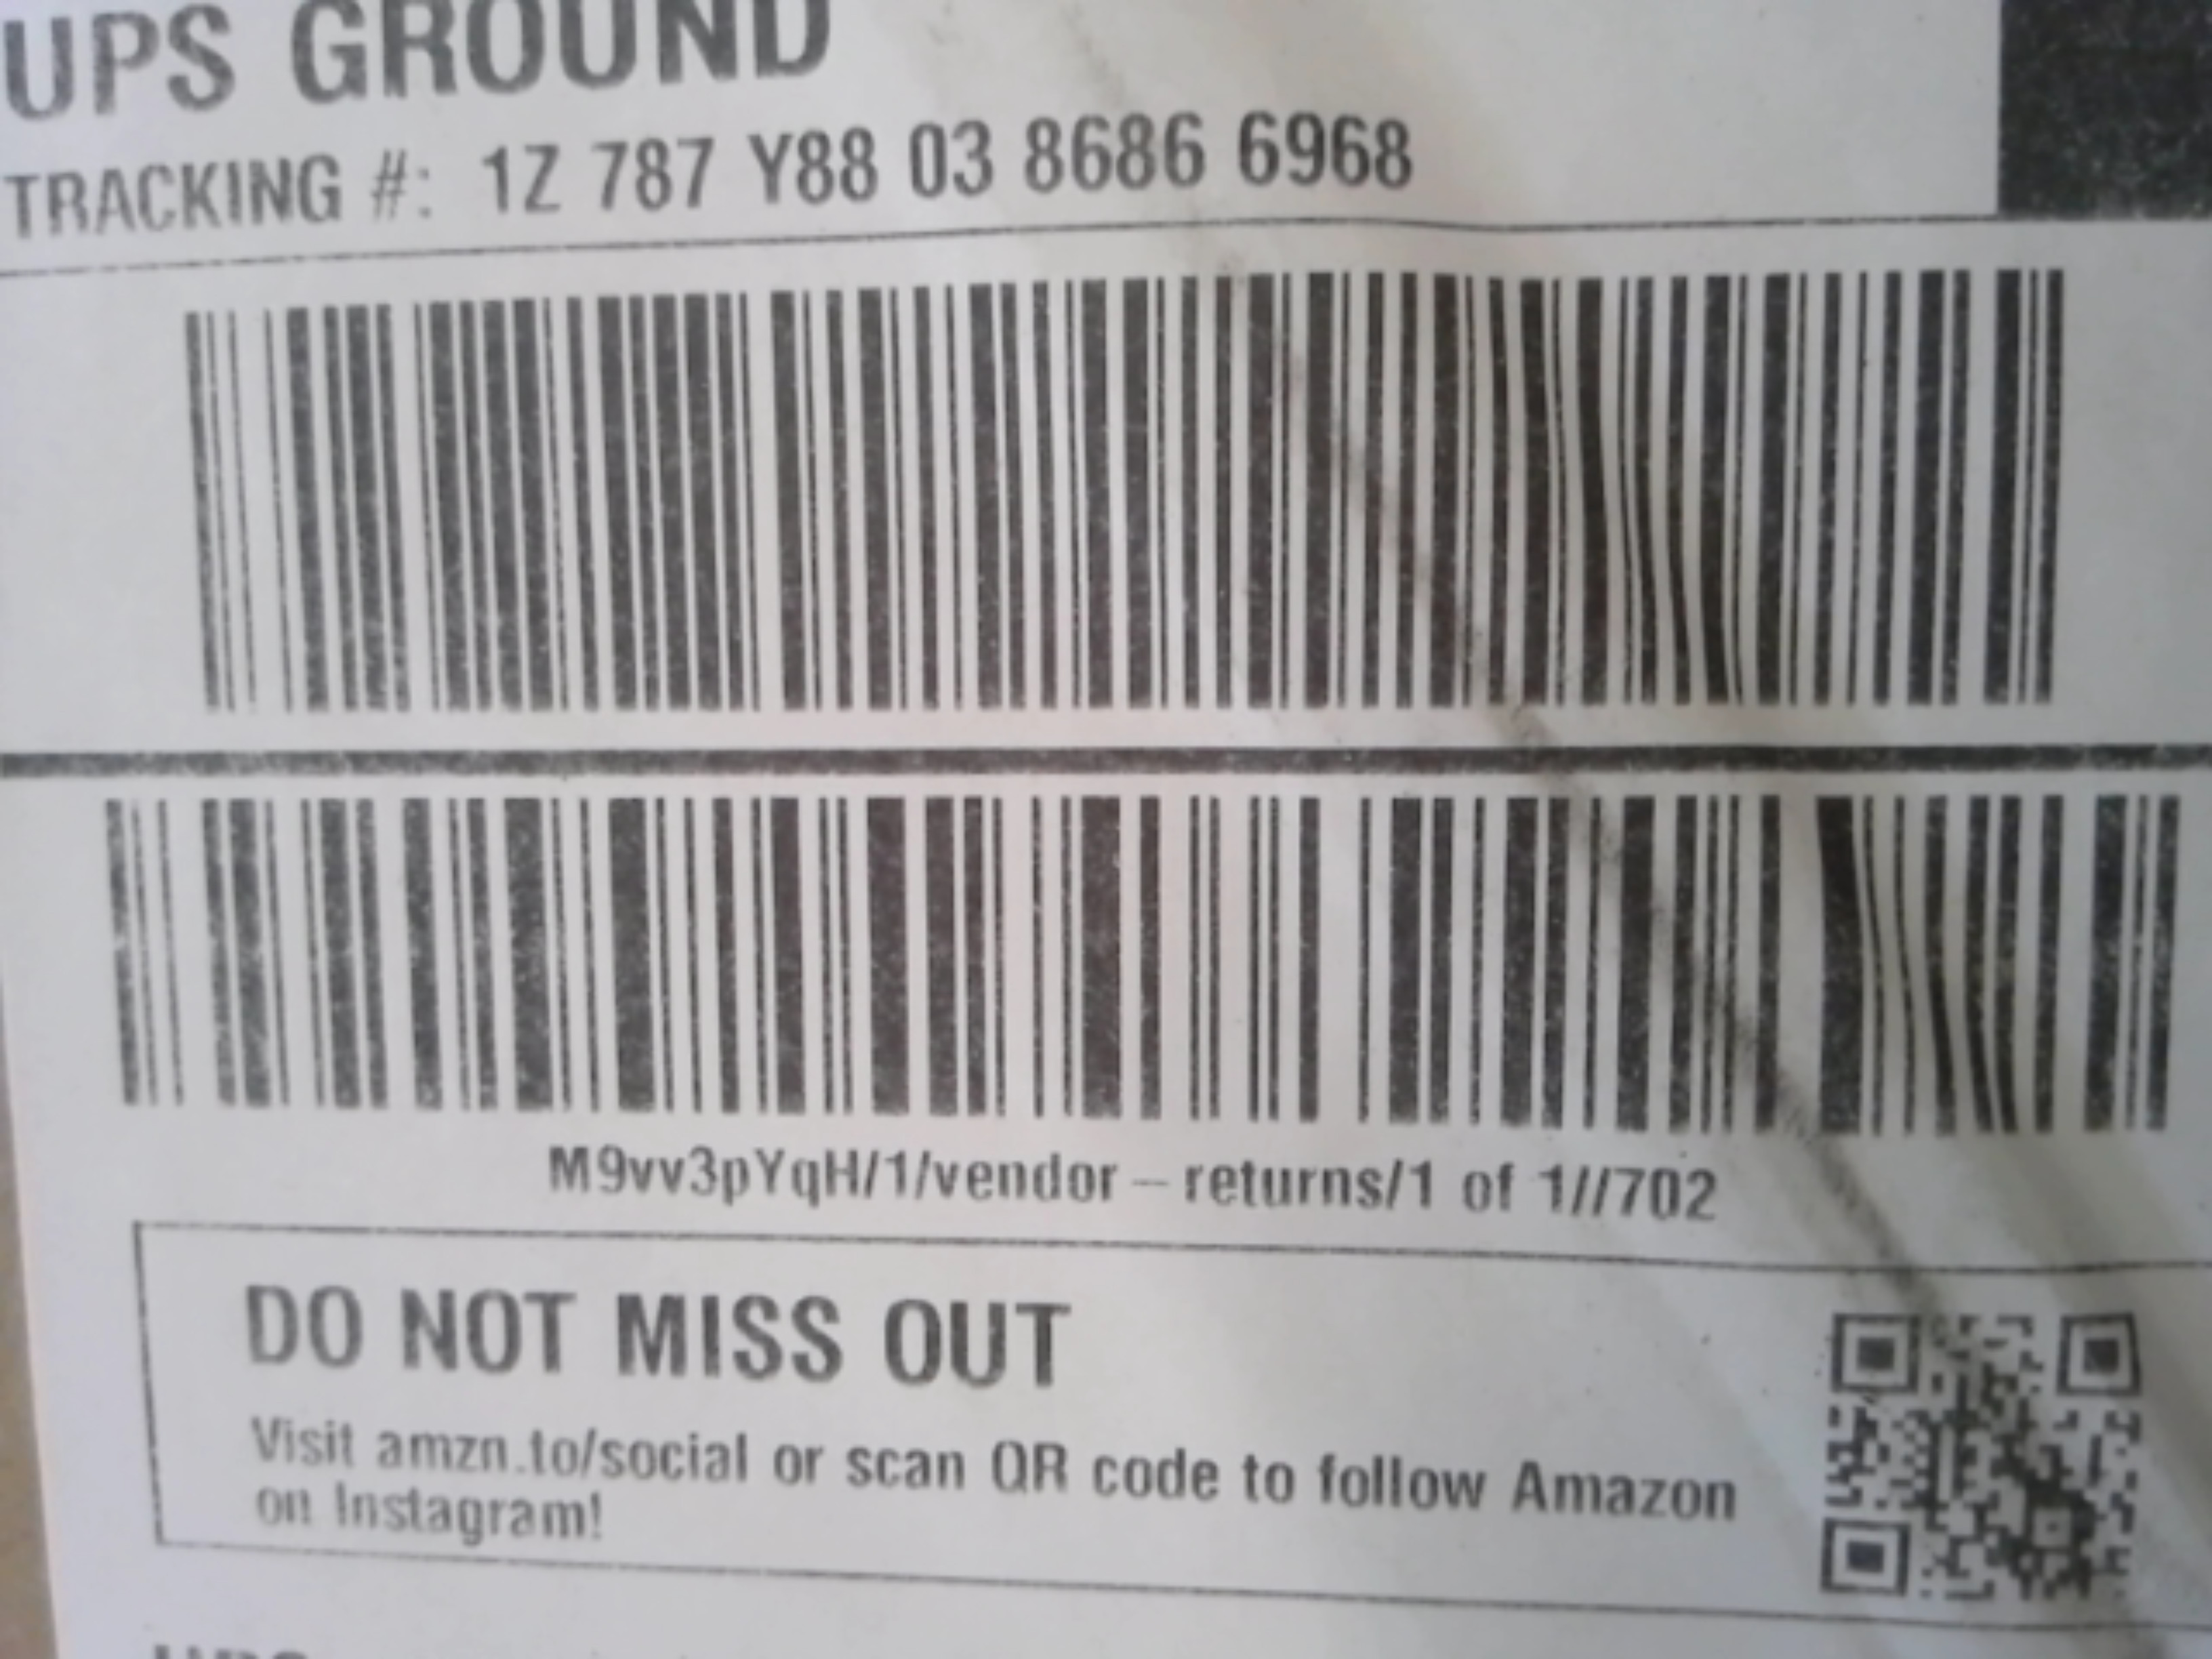 UPS GROUND
TRACKING #: 1Z 787 Y88 03 8686 6968
M9vv3pYqH/1/vendor – returns/1 of 1//702
DO NOT MISS OUT
Visit amzn.to/social or scan QR code to follow Amazon
on Instagram!